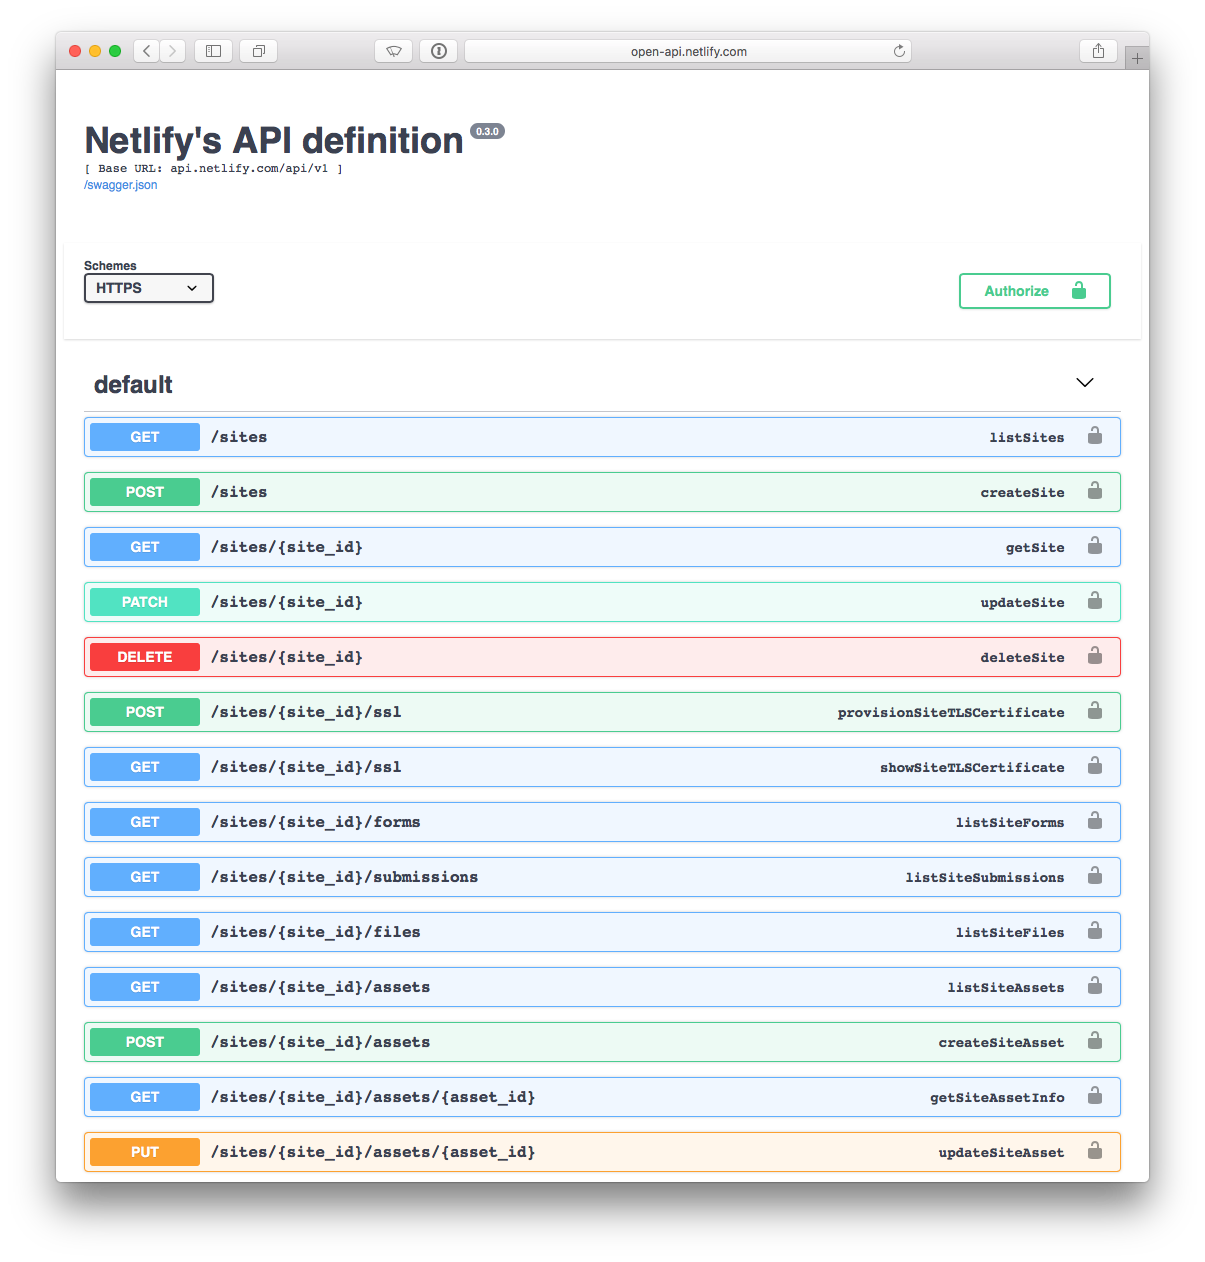 open-api.netlify.com
Netlify's API definition 0.3.0
[ Base URL: api.netlify.com/api/v1 ]
/swagger.json
Schemes
HTTPS
Authorize
default
GET /sites listSites
POST /sites createSite
GET /sites/{site_id} getSite
PATCH /sites/{site_id} updateSite
DELETE /sites/{site_id} deleteSite
POST /sites/{site_id}/ssl provisionSiteTLSCertificate
GET /sites/{site_id}/ssl showSiteTLSCertificate
GET /sites/{site_id}/forms listSiteForms
GET /sites/{site_id}/submissions listSiteSubmissions
GET /sites/{site_id}/files listSiteFiles
GET /sites/{site_id}/assets listSiteAssets
POST /sites/{site_id}/assets createSiteAsset
GET /sites/{site_id}/assets/{asset_id} getSiteAssetInfo
PUT /sites/{site_id}/assets/{asset_id} updateSiteAsset